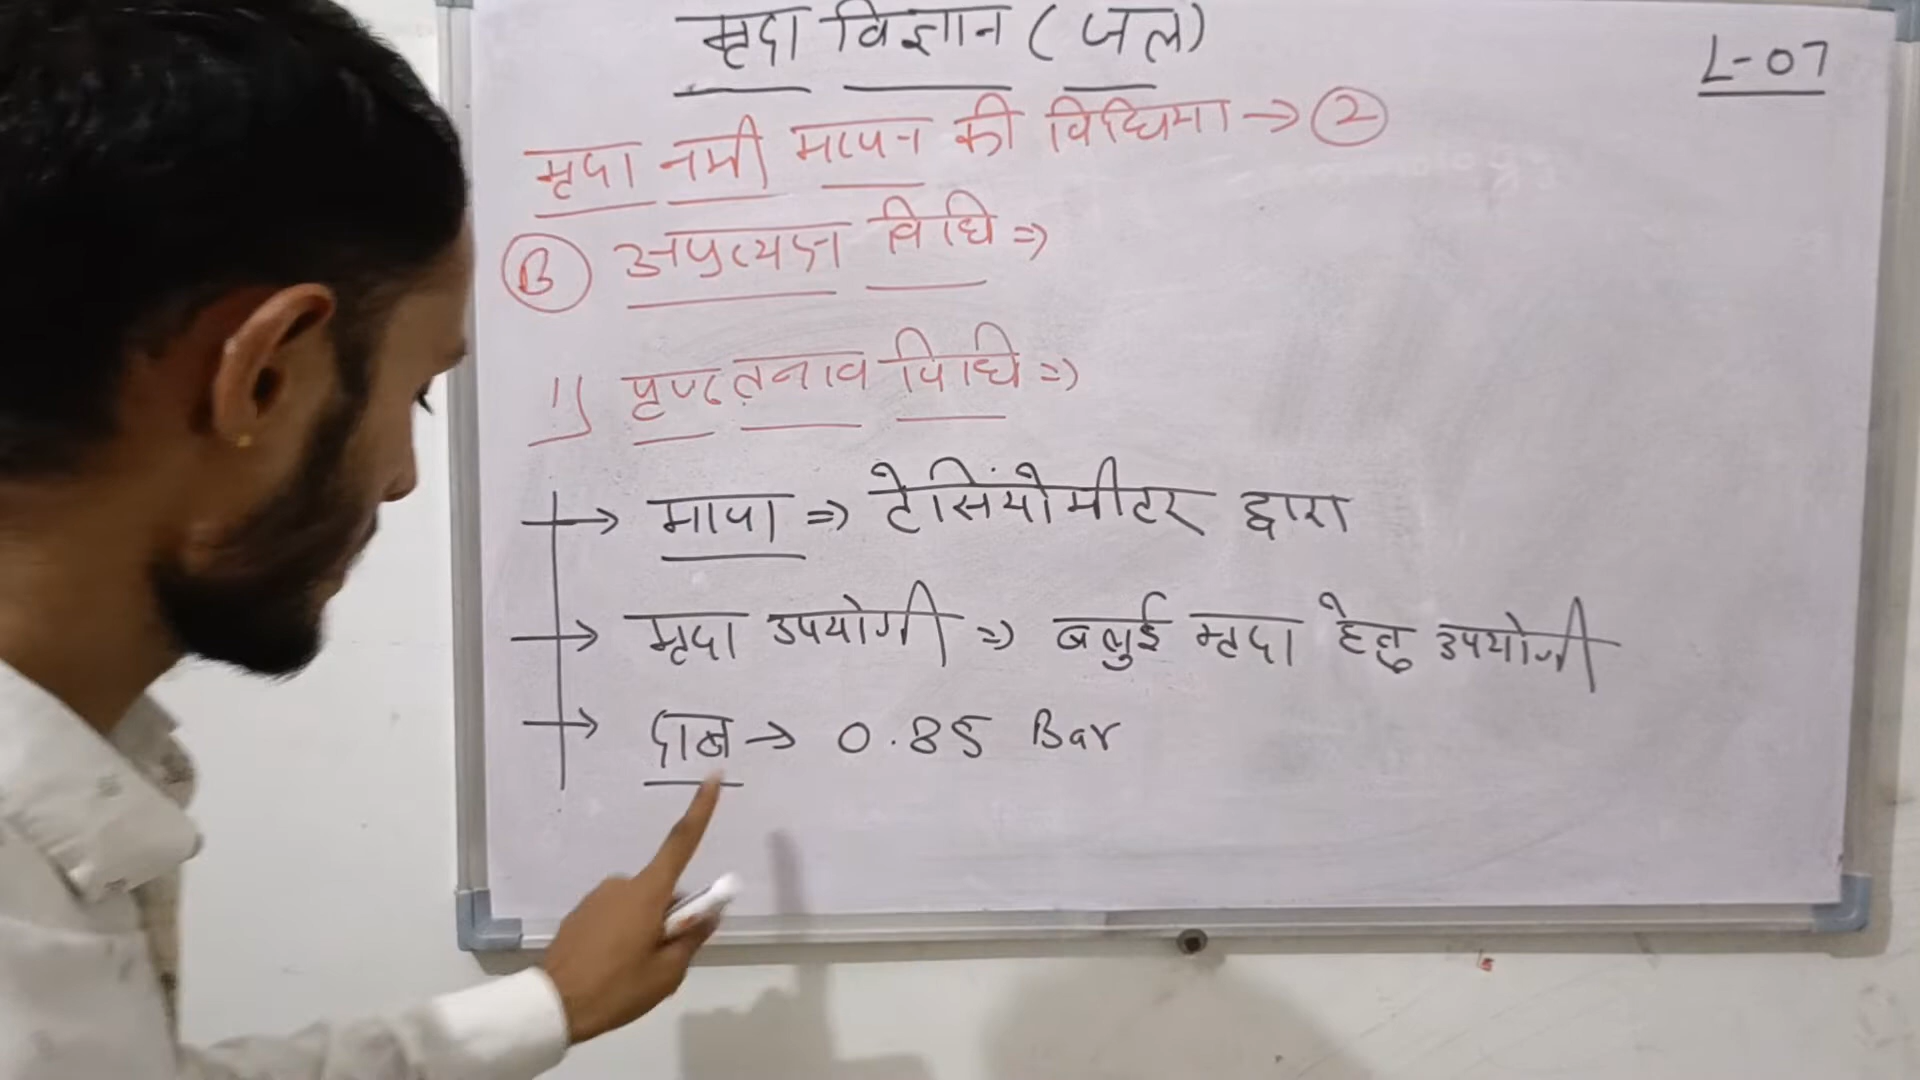 मृदा विज्ञान (जल)
L-07
मृदा नमी मापन की विधिया → 2
B अप्रत्यक्ष विधि ⇒
1) पृष्ठ तनाव विधि ⇒
→ मापा ⇒ टेंसियोमीटर द्वारा
→ मृदा उपयोगी ⇒ बलुई मृदा हेतु उपयोगी
→ दाब → 0.85 Bar